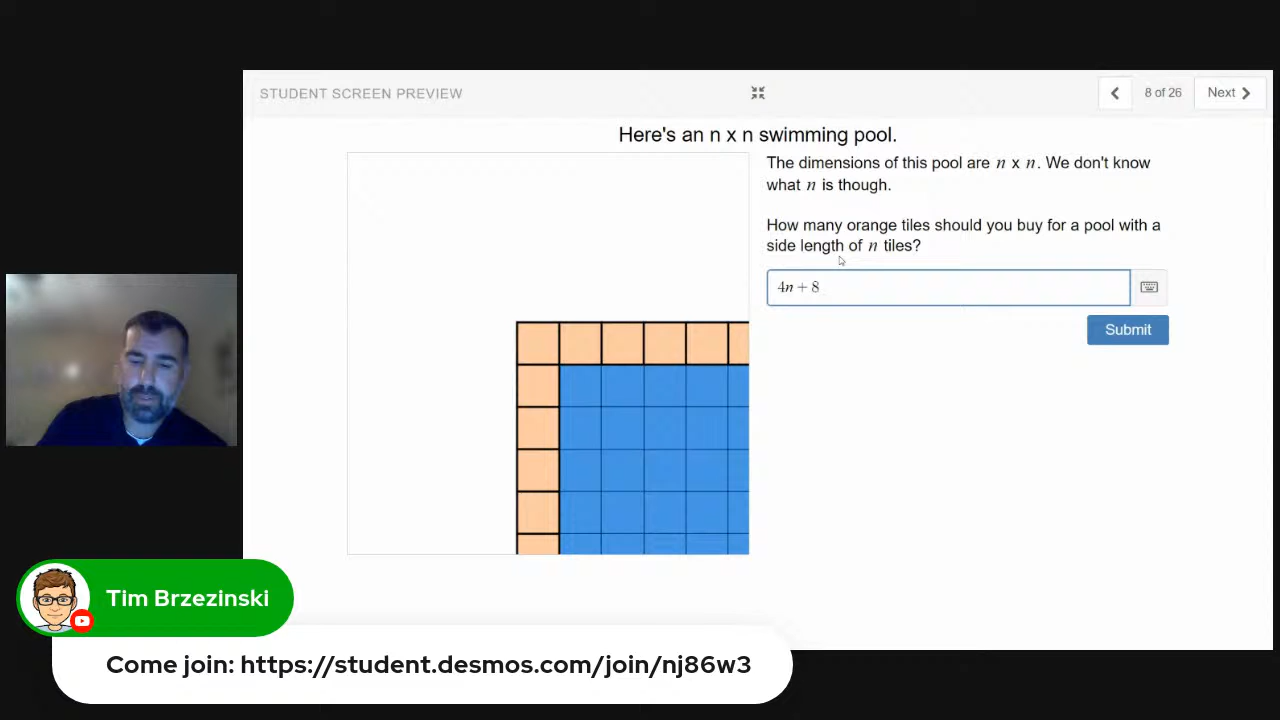 STUDENT SCREEN PREVIEW
8 of 26
Next
Here's an n x n swimming pool.
The dimensions of this pool are n x n. We don't know
what n is though.
How many orange tiles should you buy for a pool with a
side length of n tiles?
4n + 8
Submit
Tim Brzezinski
Come join: https://student.desmos.com/join/nj86w3